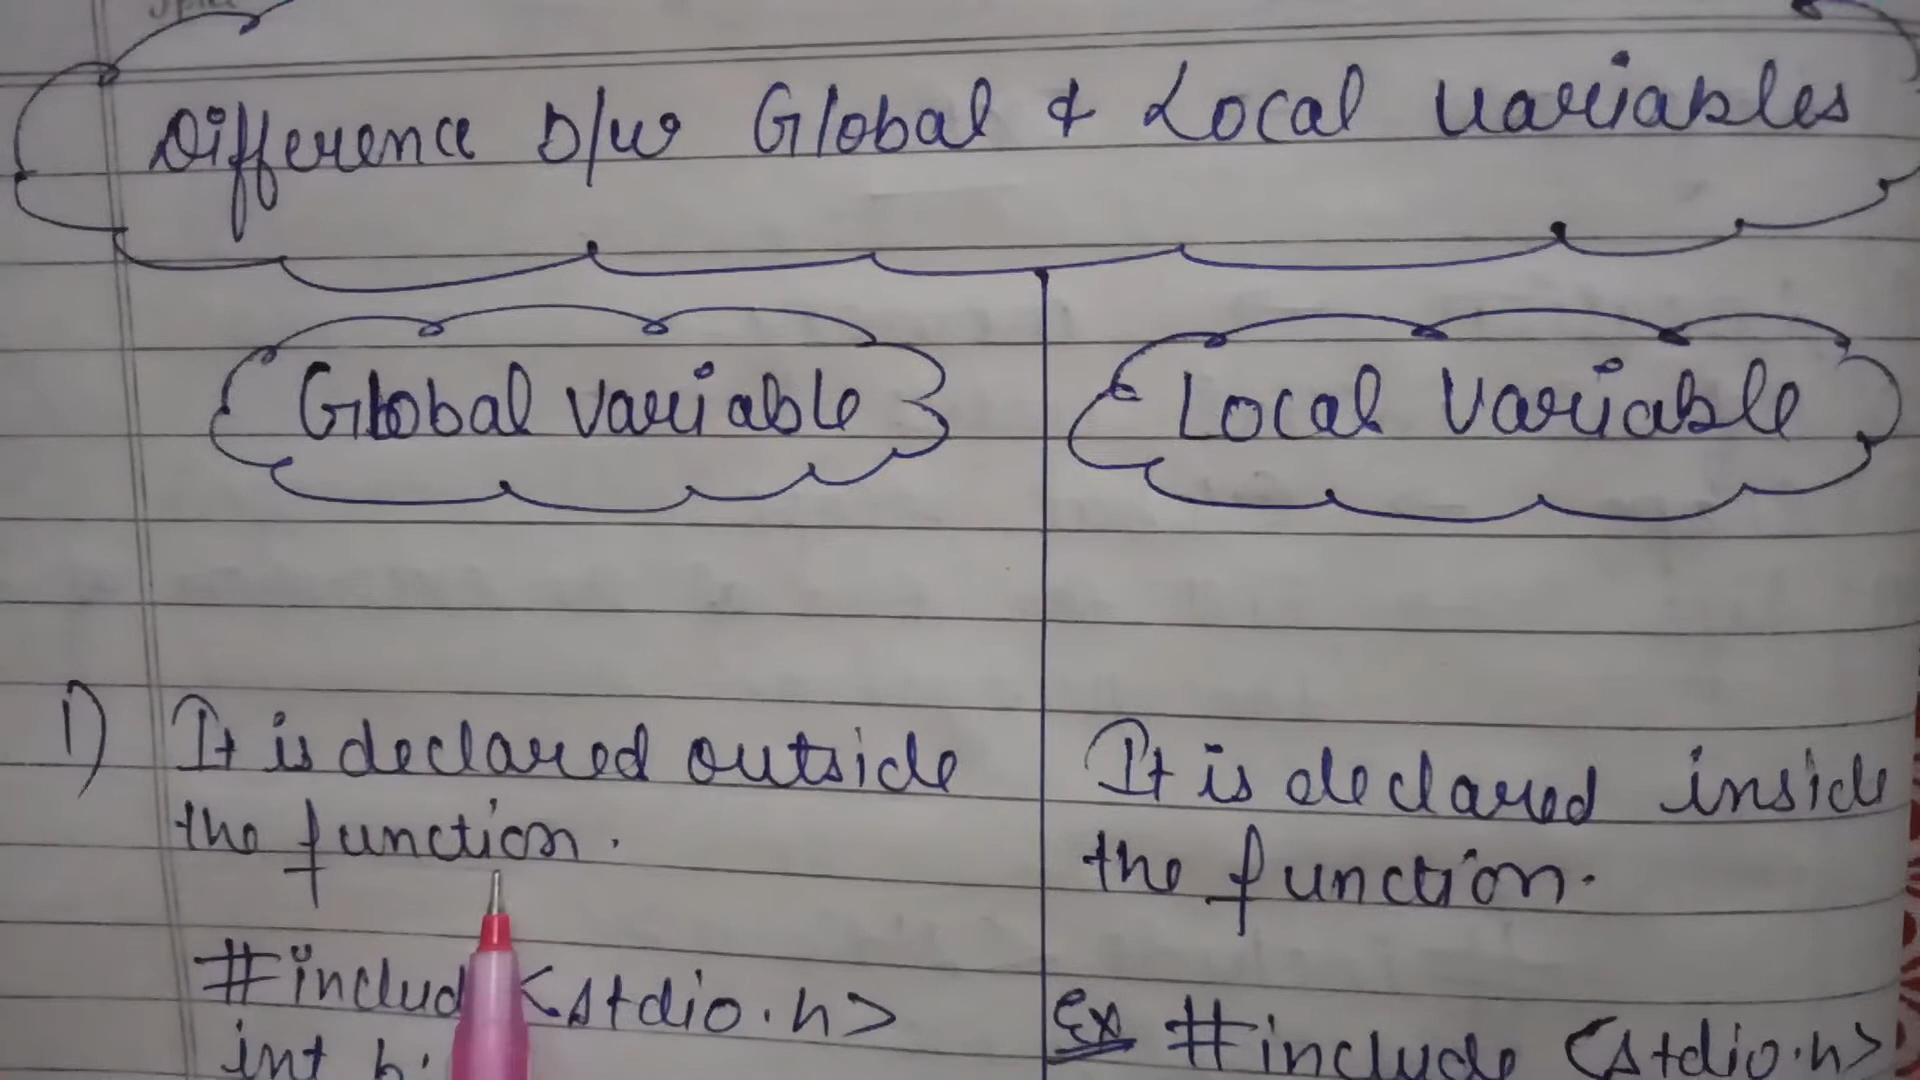 Difference b/w Global & Local variables
Global variable
Local Variable
1) It is declared outside
the function.
#includ <stdio.h>
int b;
It is declared inside
the function.
Ex #include <stdio.h>